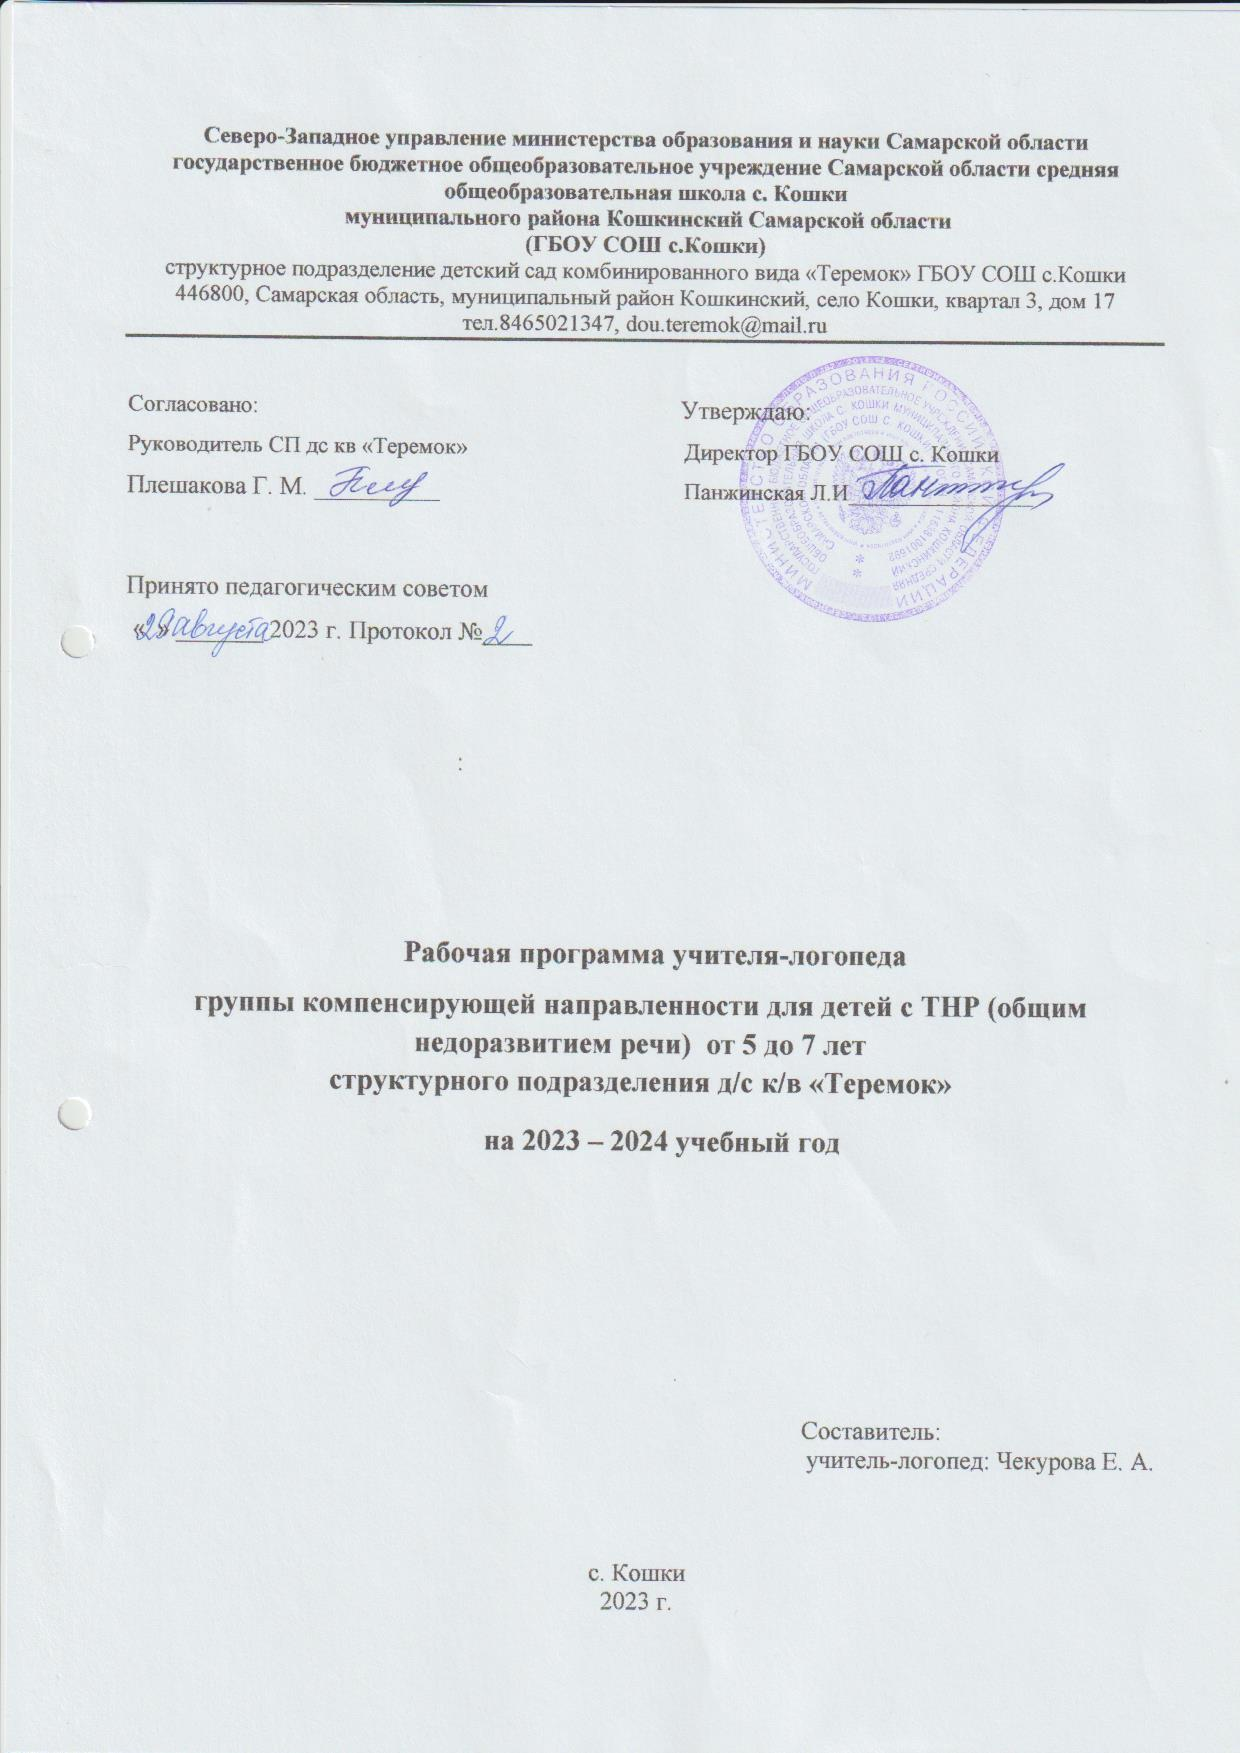 Северо-Западное управление министерства образования и науки Самарской области
государственное бюджетное общеобразовательное учреждение Самарской области средняя
общеобразовательная школа с. Кошки
муниципального района Кошкинский Самарской области
(ГБОУ СОШ с.Кошки)
структурное подразделение детский сад комбинированного вида «Теремок» ГБОУ СОШ с.Кошки
446800, Самарская область, муниципальный район Кошкинский, село Кошки, квартал 3, дом 17
тел.8465021347, dou.teremok@mail.ru
Согласовано:
Руководитель СП дс кв «Теремок»
Плешакова Г. М.
Утверждаю:
Директор ГБОУ СОШ с. Кошки
Панжинская Л.И
МИНИСТЕРСТВО ОБРАЗОВАНИЯ РОССИЙСКОЙ ФЕДЕРАЦИИ
Принято педагогическим советом
«29» августа 2023 г. Протокол № 2
:
Рабочая программа учителя-логопеда
группы компенсирующей направленности для детей с ТНР (общим
недоразвитием речи) от 5 до 7 лет
структурного подразделения д/с к/в «Теремок»
на 2023 – 2024 учебный год
Составитель:
учитель-логопед: Чекурова Е. А.
с. Кошки
2023 г.